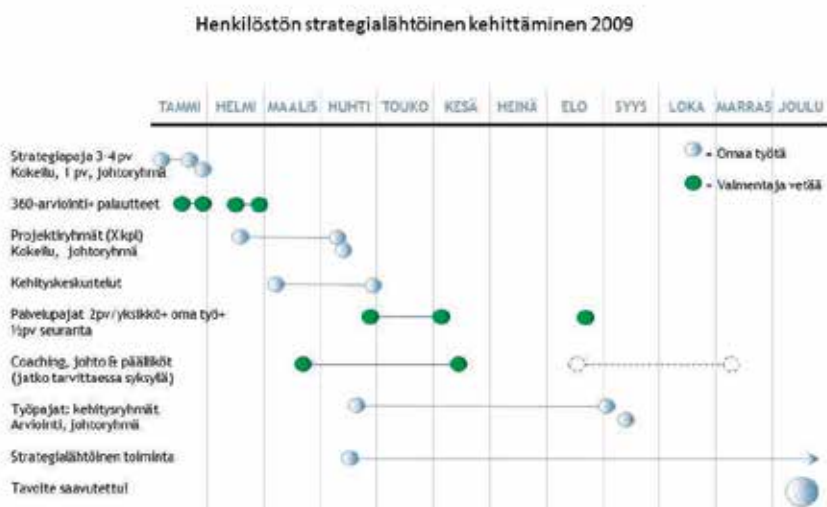 Henkilöstön strategialähtöinen kehittäminen 2009
TAMMI HELMI MAALIS HUHTI TOUKO KESÄ HEINÄ ELO SYYS LOKA MARRAS JOULU
Strategiapaja 3-4 pv
Kokeilu, 1 pv, johtoryhmä
= Omaa työtä
= Valmentaja vetää
360-arviointi+ palautteet
Projektiryhmät (X kpl)
Kokeilu, johtoryhmä
Kehityskeskustelut
Palvelupajat 2pv/yksikkö+ oma työ+
½pv seuranta
Coaching, johto & päälliköt
(jatko tarvittaessa syksyllä)
Työpajat: kehitysryhmät
Arviointi, johtoryhmä
Strategialähtöinen toiminta
Tavoite saavutettu!